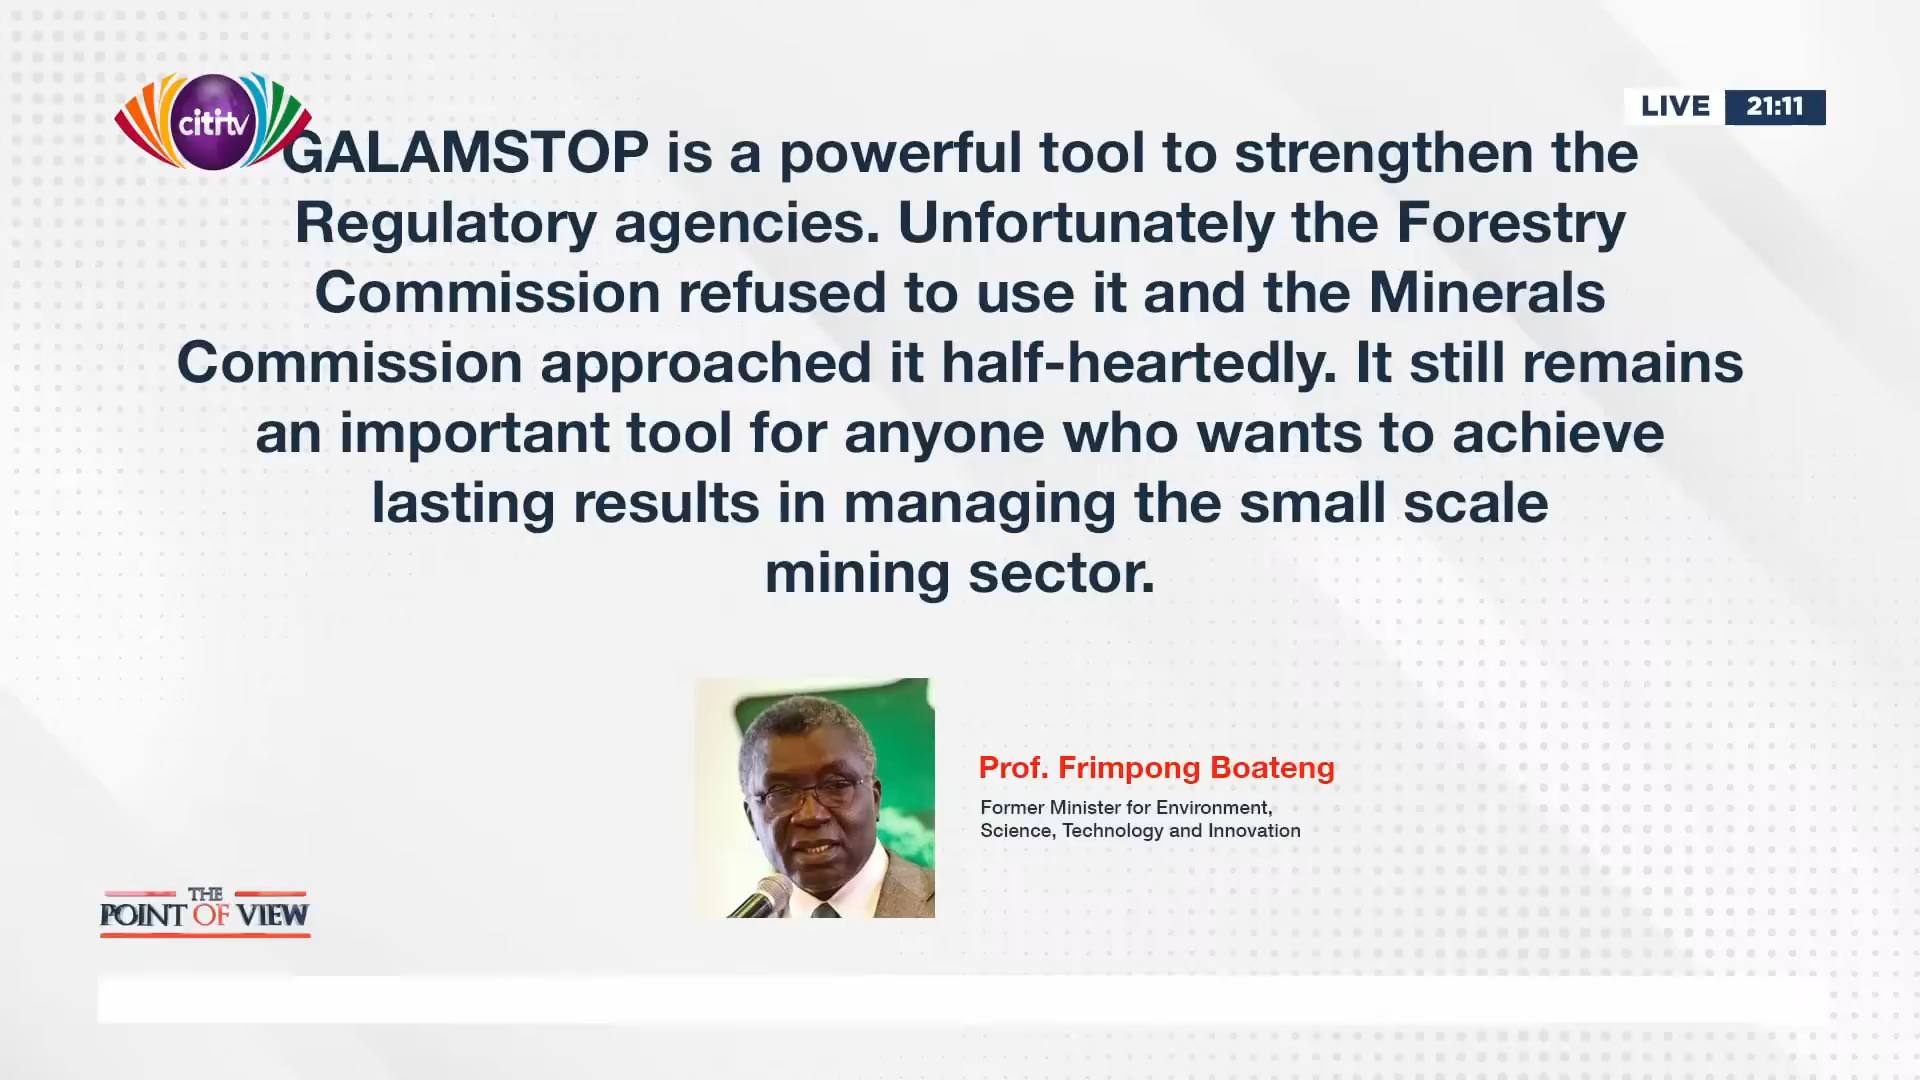 citi tv
LIVE 21:11
GALAMSTOP is a powerful tool to strengthen the
Regulatory agencies. Unfortunately the Forestry
Commission refused to use it and the Minerals
Commission approached it half-heartedly. It still remains
an important tool for anyone who wants to achieve
lasting results in managing the small scale
mining sector.
Prof. Frimpong Boateng
Former Minister for Environment,
Science, Technology and Innovation
THE
POINT OF VIEW